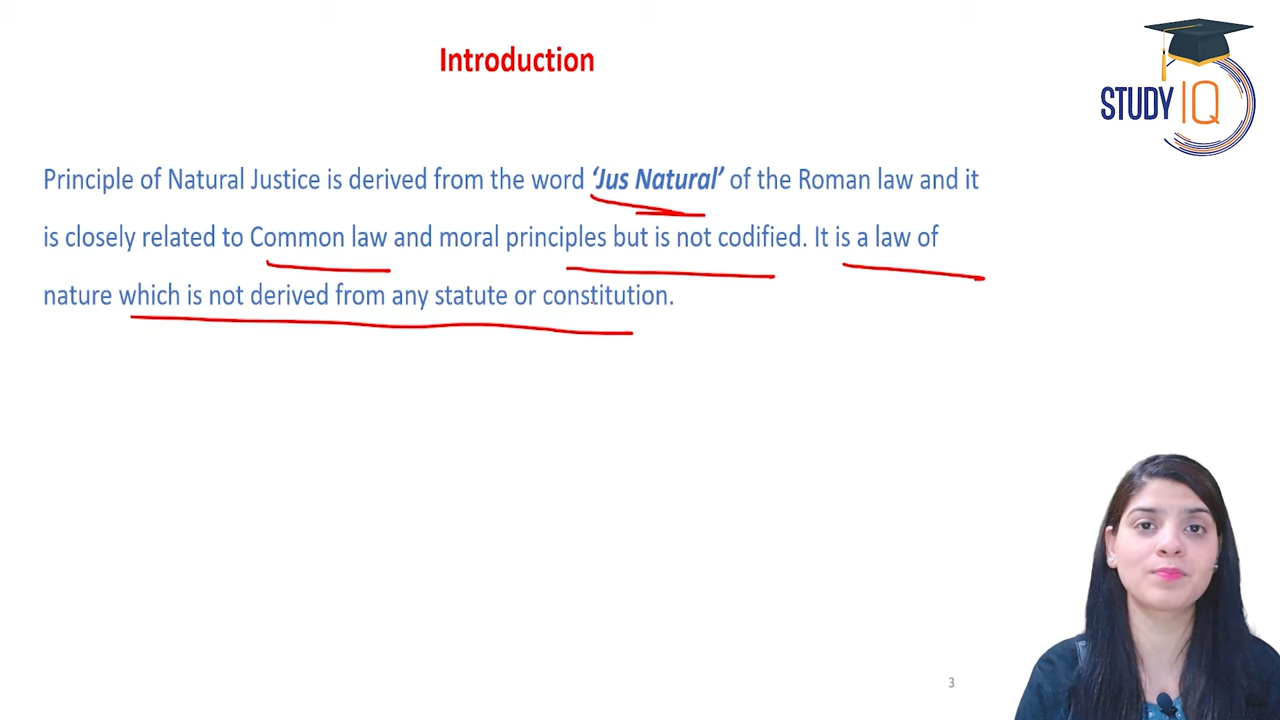 Introduction
STUDY IQ
Principle of Natural Justice is derived from the word ‘Jus Natural’ of the Roman law and it
is closely related to Common law and moral principles but is not codified. It is a law of
nature which is not derived from any statute or constitution.
3